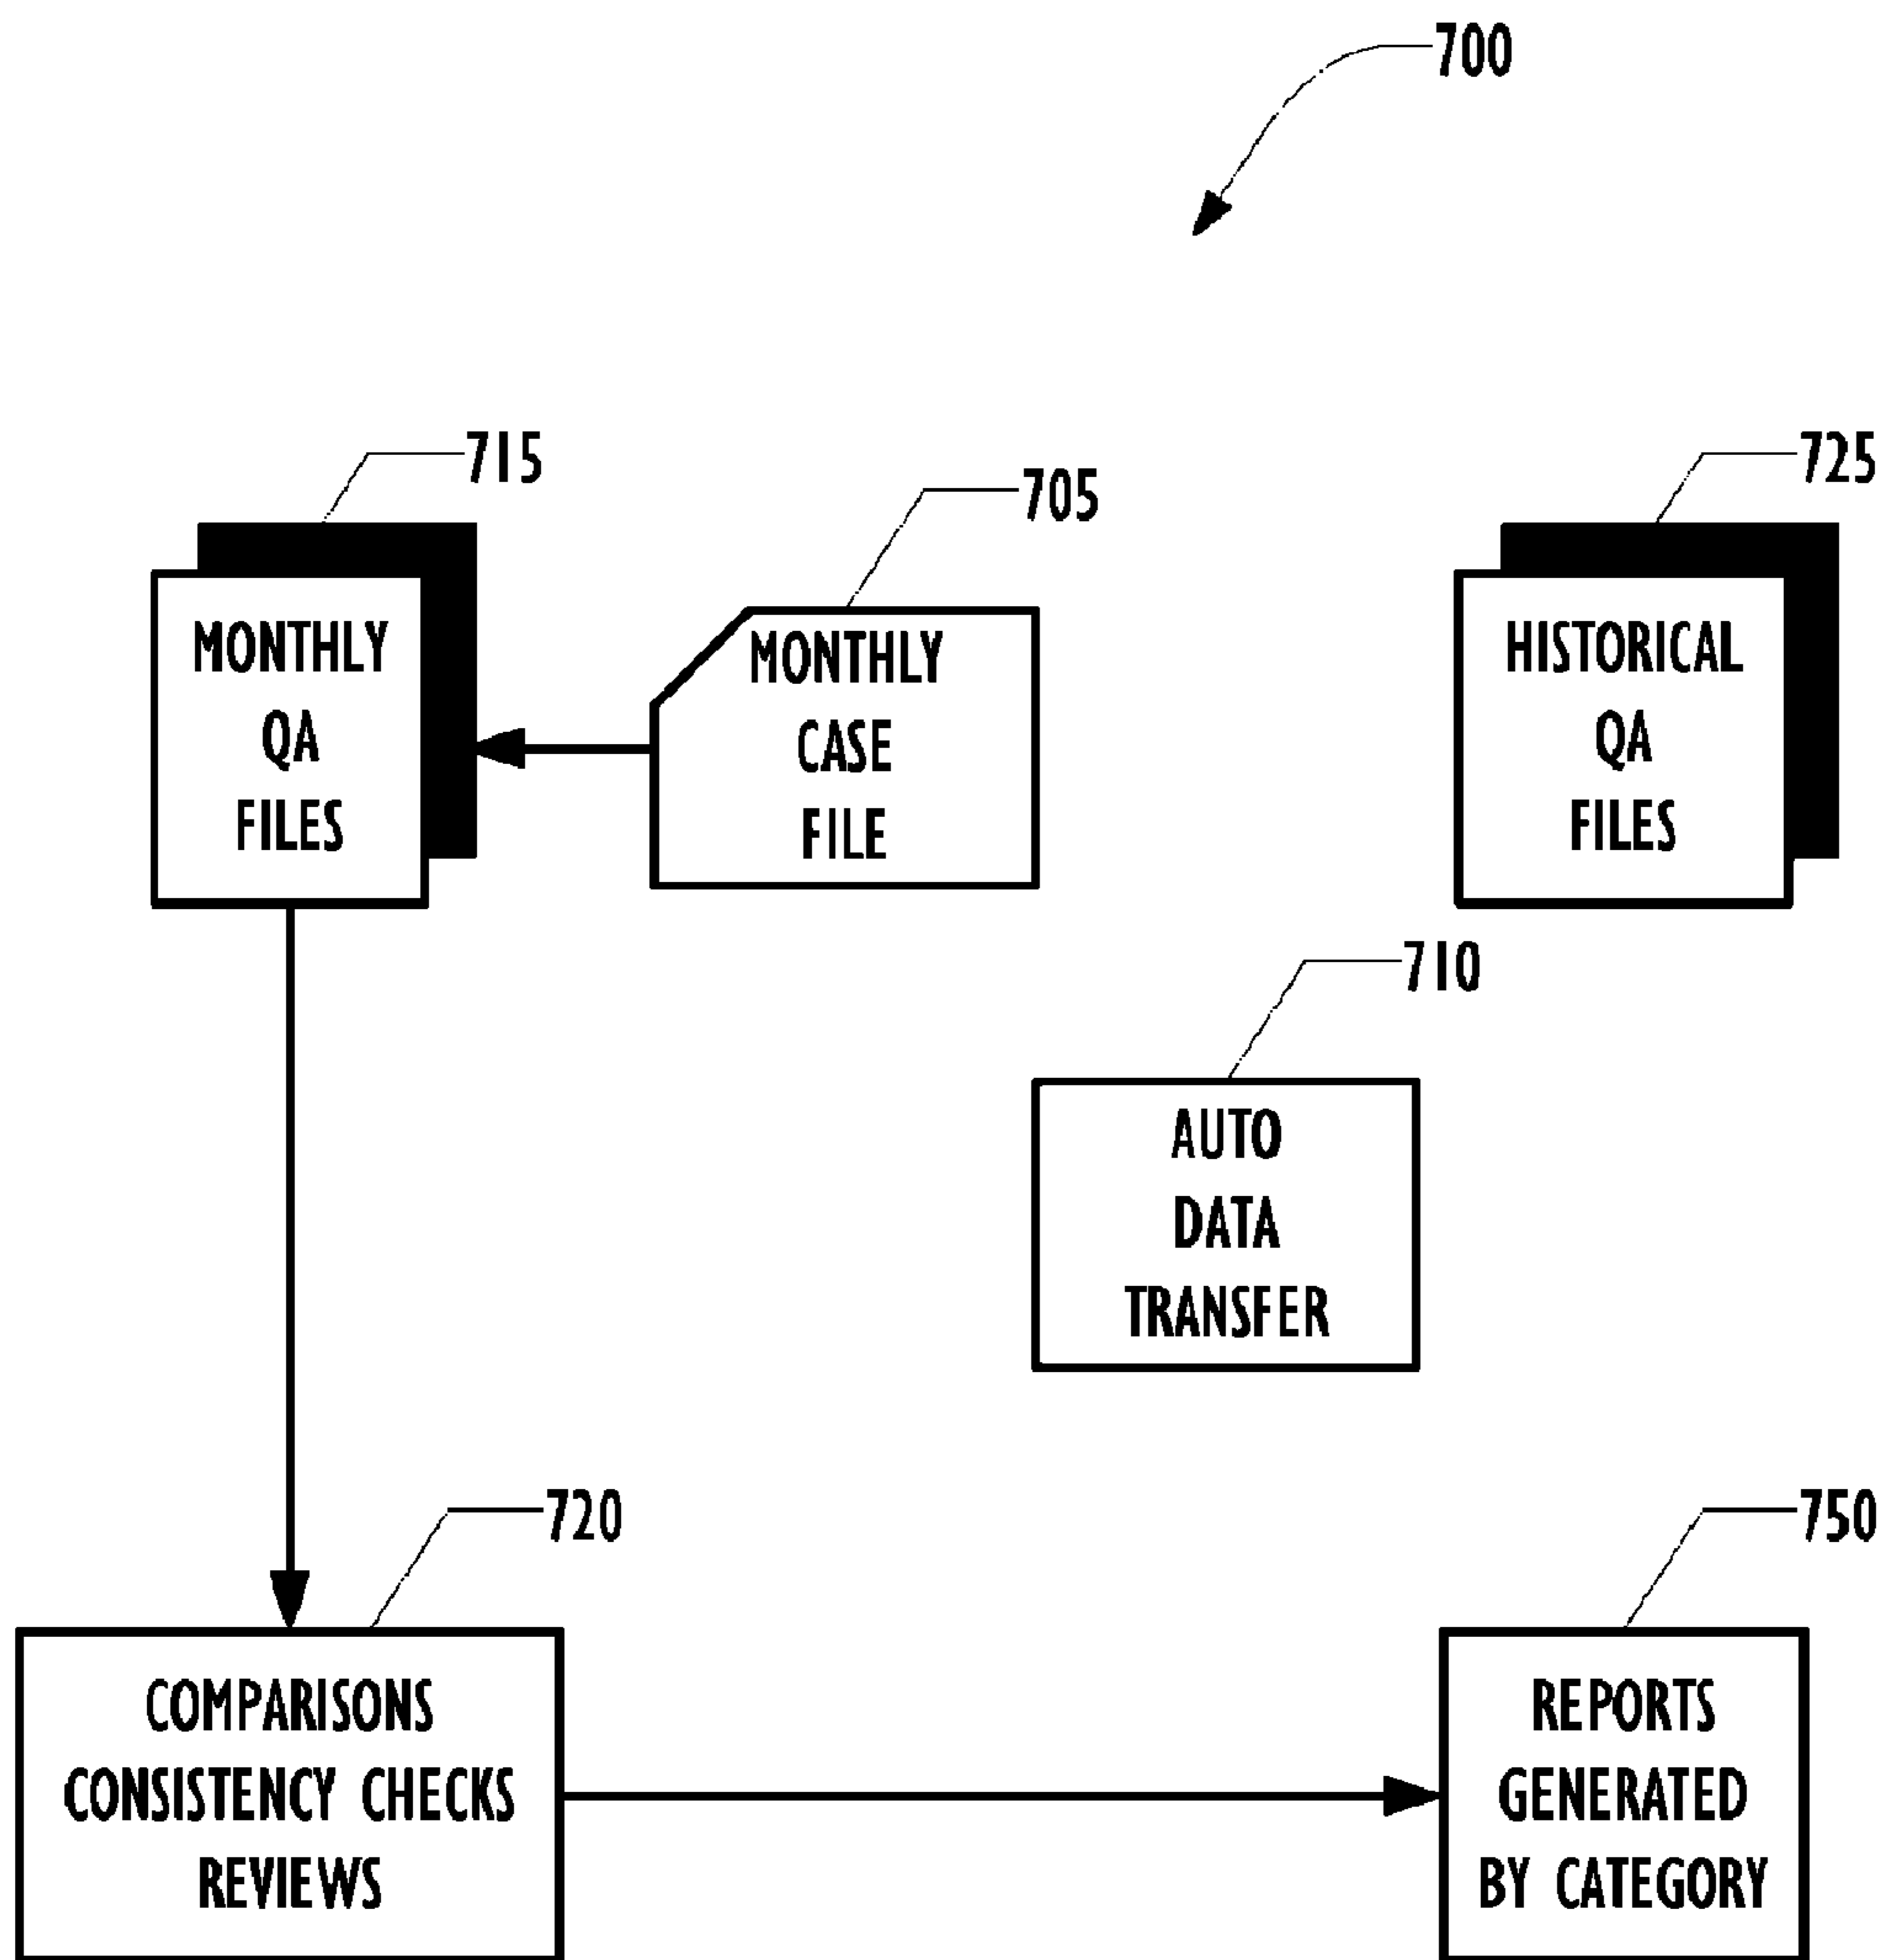 700
715
705
725
MONTHLY
QA
FILES
MONTHLY
CASE
FILE
HISTORICAL
QA
FILES
710
AUTO
DATA
TRANSFER
720
750
COMPARISONS
CONSISTENCY CHECKS
REVIEWS
REPORTS
GENERATED
BY CATEGORY